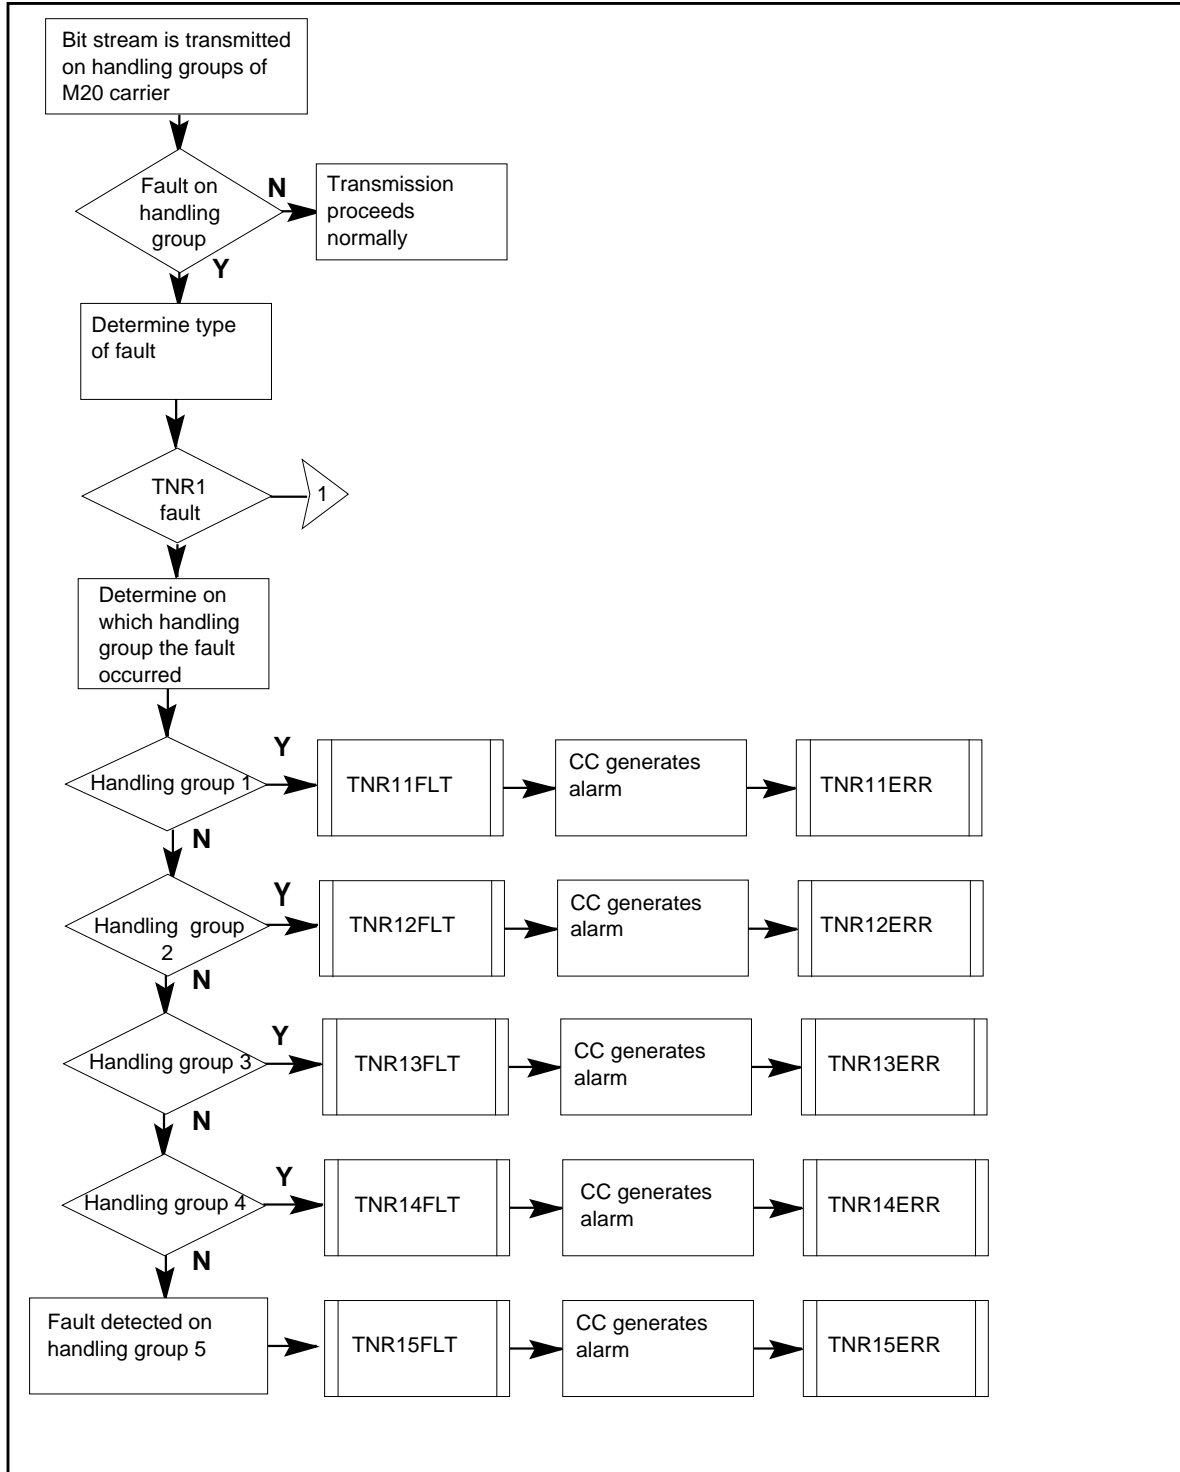 Bit stream is transmitted
on handling groups of
M20 carrier
Fault on
handling
group
N
Transmission
proceeds
normally
Y
Determine type
of fault
TNR1
fault
1
Determine on
which handling
group the fault
occurred
Handling group 1
Y
TNR11FLT
CC generates
alarm
TNR11ERR
N
Handling group
2
Y
TNR12FLT
CC generates
alarm
TNR12ERR
N
Handling group 3
Y
TNR13FLT
CC generates
alarm
TNR13ERR
N
Handling group 4
Y
TNR14FLT
CC generates
alarm
TNR14ERR
N
Fault detected on
handling group 5
TNR15FLT
CC generates
alarm
TNR15ERR